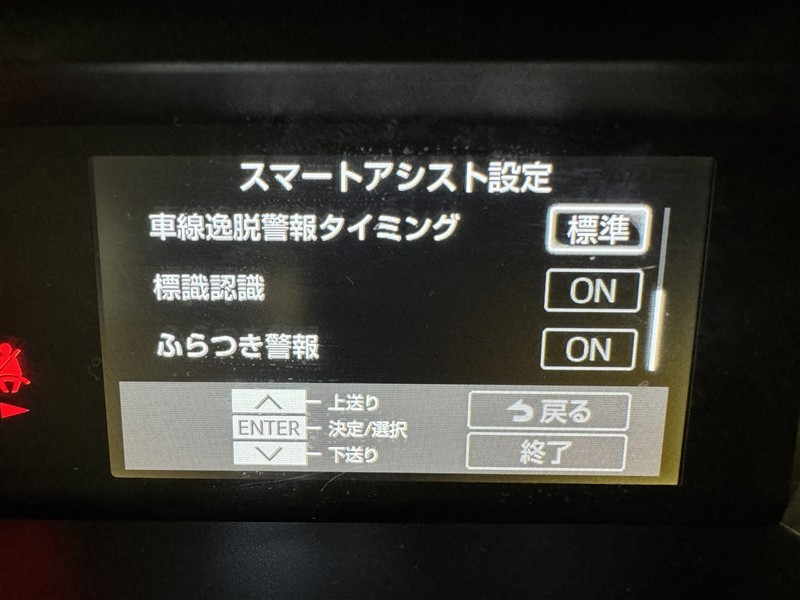 スマートアシスト設定
車線逸脱警報タイミング 標準
標識認識 ON
ふらつき警報 ON
上送り
ENTER 決定/選択
下送り
戻る
終了